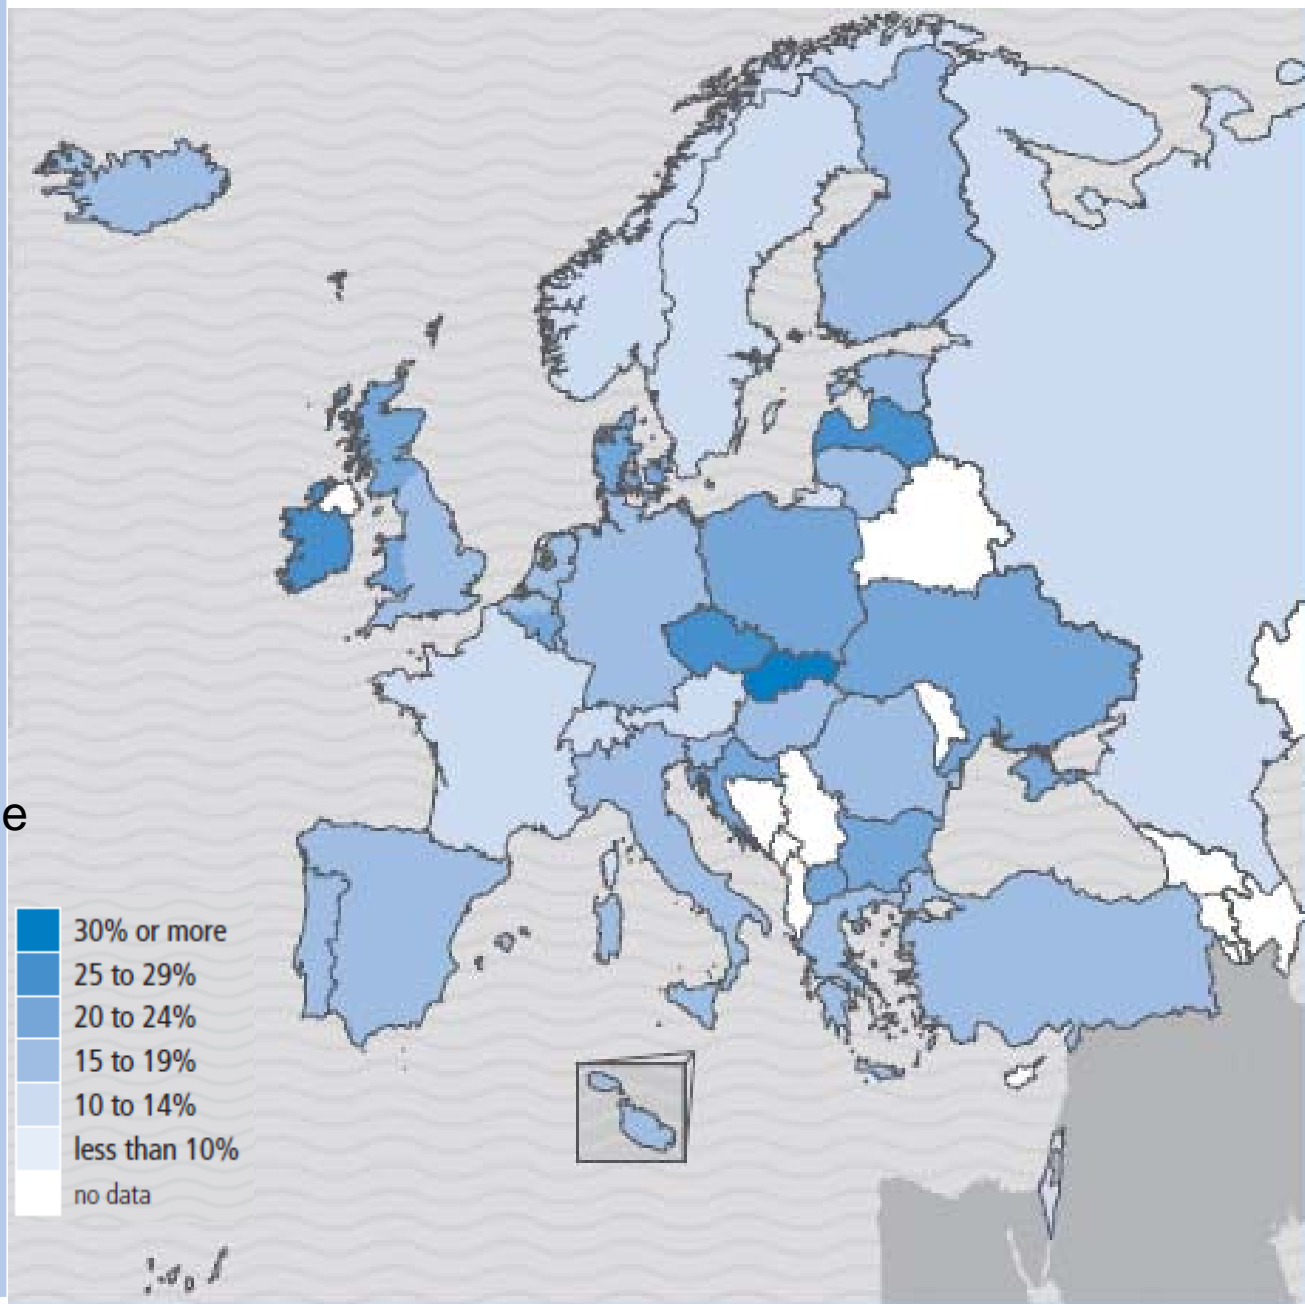 e
30% or more
25 to 29%
20 to 24%
15 to 19%
10 to 14%
less than 10%
no data